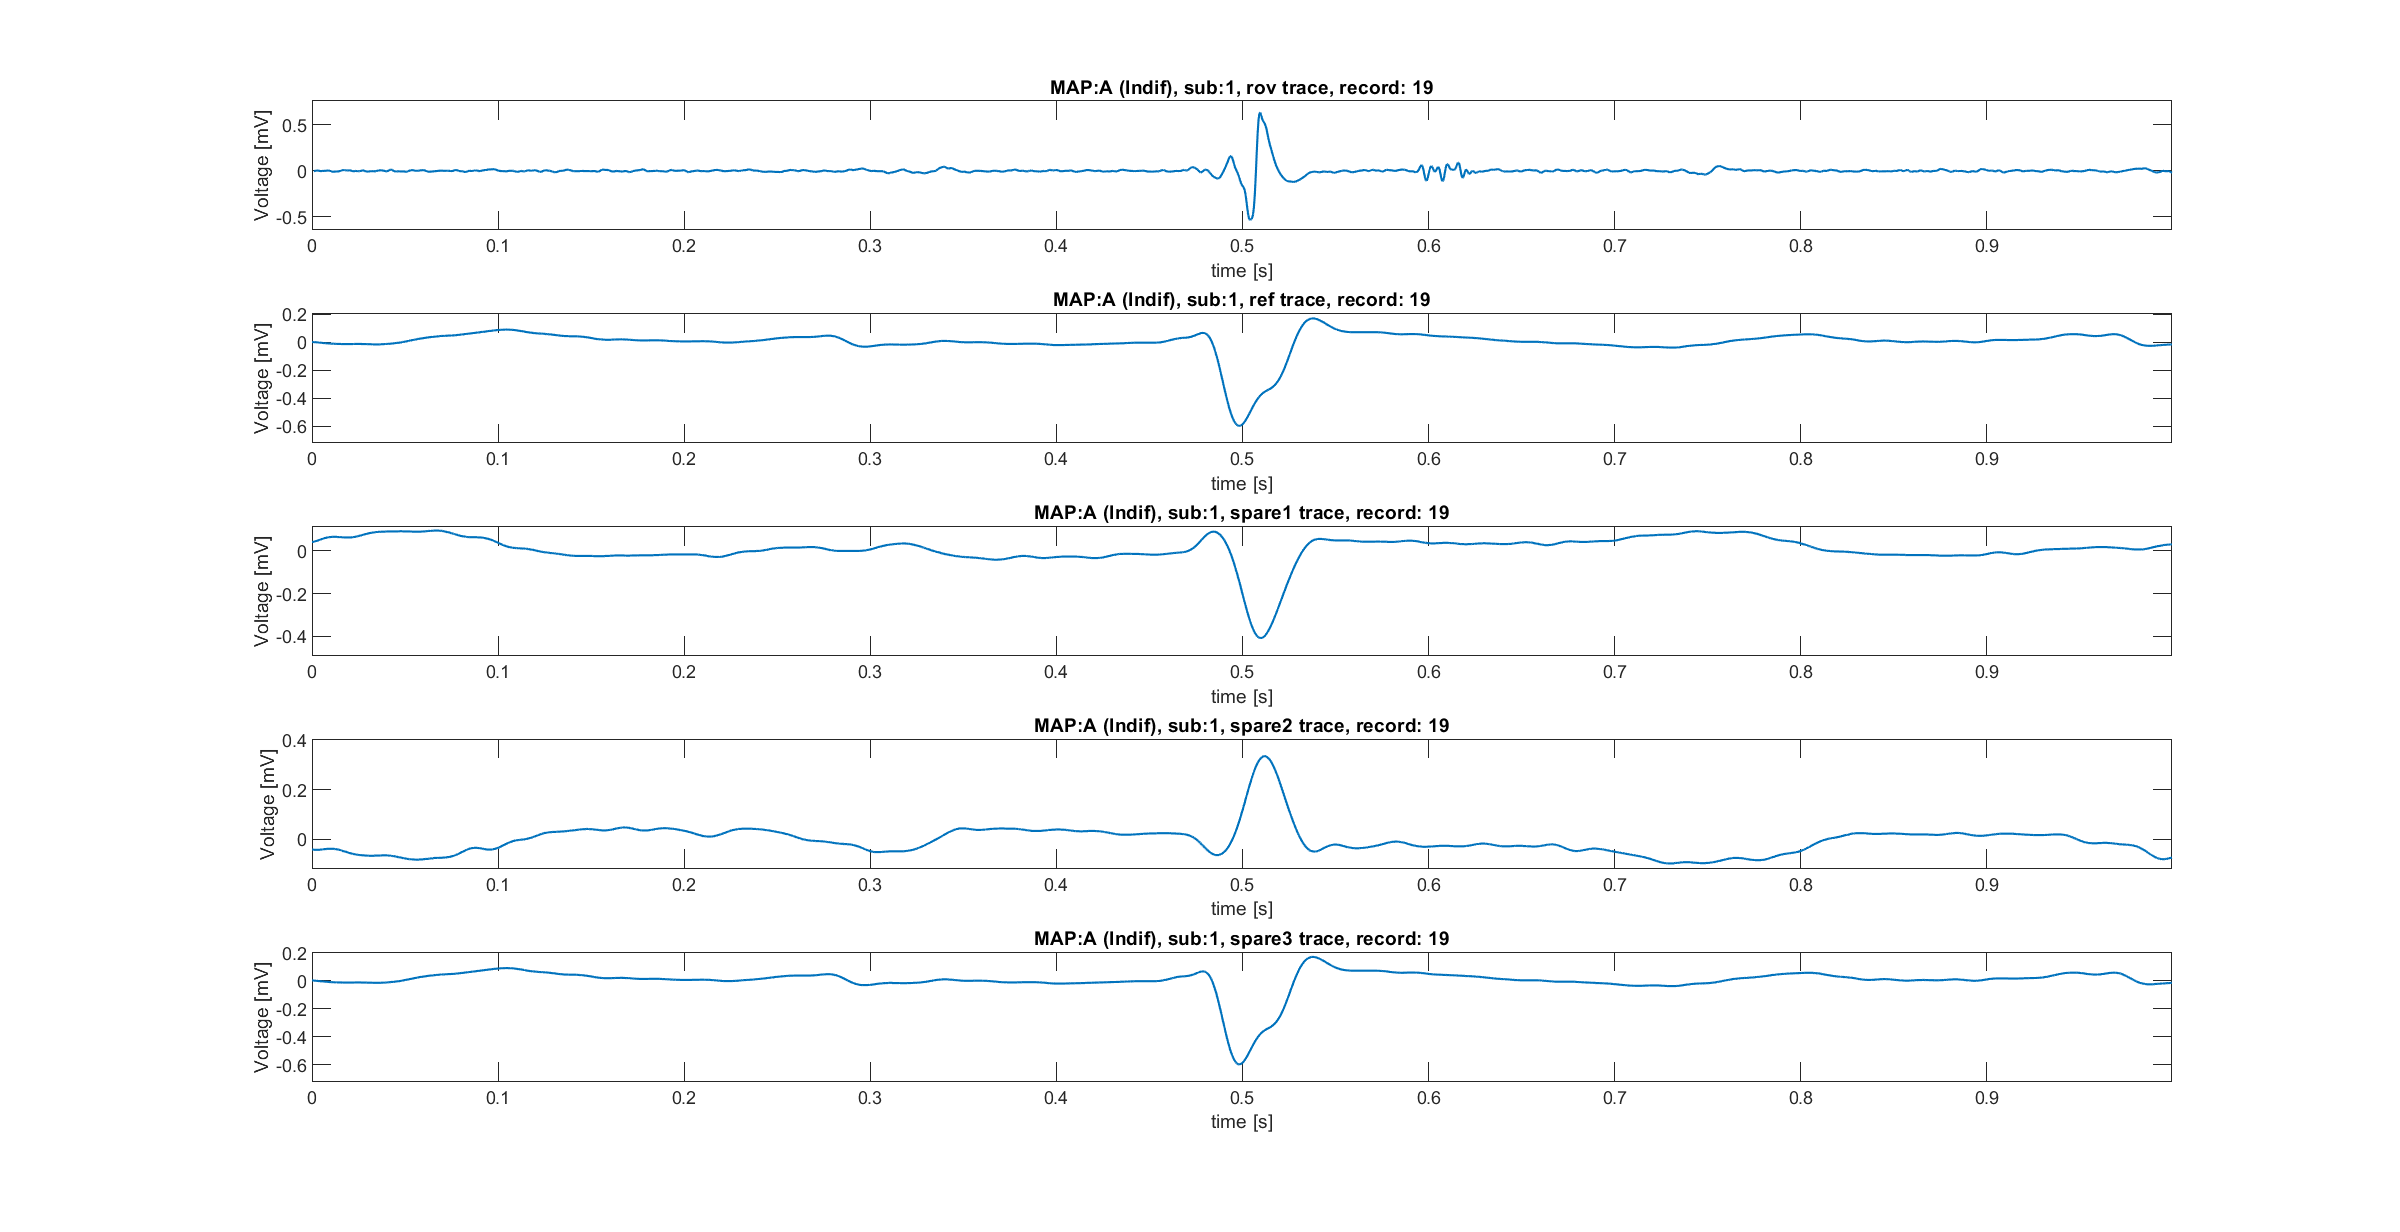 MAP:A (Indif), sub:1, rov trace, record: 19
Voltage [mV]
0.5
0
-0.5
0 0.1 0.2 0.3 0.4 0.5 0.6 0.7 0.8 0.9
time [s]
MAP:A (Indif), sub:1, ref trace, record: 19
Voltage [mV]
0.2
0
-0.2
-0.4
-0.6
0 0.1 0.2 0.3 0.4 0.5 0.6 0.7 0.8 0.9
time [s]
MAP:A (Indif), sub:1, spare1 trace, record: 19
Voltage [mV]
0
-0.2
-0.4
0 0.1 0.2 0.3 0.4 0.5 0.6 0.7 0.8 0.9
time [s]
MAP:A (Indif), sub:1, spare2 trace, record: 19
Voltage [mV]
0.4
0.2
0
0 0.1 0.2 0.3 0.4 0.5 0.6 0.7 0.8 0.9
time [s]
MAP:A (Indif), sub:1, spare3 trace, record: 19
Voltage [mV]
0.2
0
-0.2
-0.4
-0.6
0 0.1 0.2 0.3 0.4 0.5 0.6 0.7 0.8 0.9
time [s]